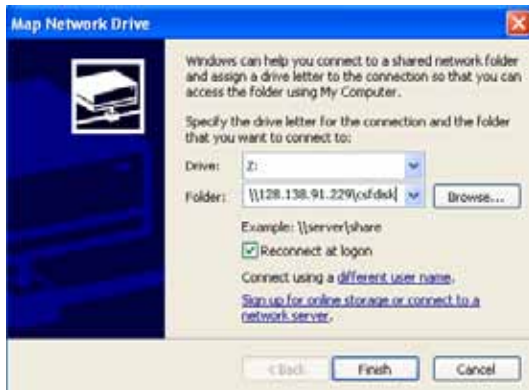 Map Network Drive
Windows can help you connect to a shared network folder
and assign a drive letter to the connection so that you can
access the folder using My Computer.
Specify the drive letter for the connection and the folder
that you want to connect to:
Drive: Z:
Folder: \\128.138.91.229\csfdisk Browse...
Example: \\server\share
Reconnect at logon
Connect using a different user name.
Sign up for online storage or connect to a
network server.
< Back Finish Cancel